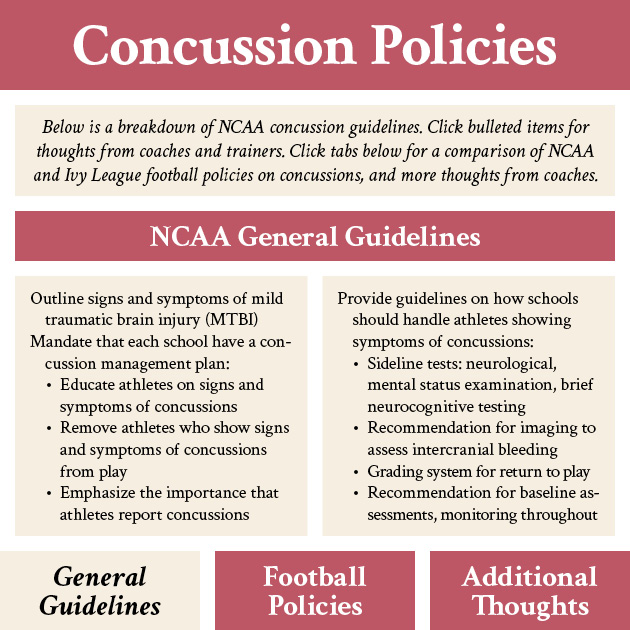 Concussion Policies
Below is a breakdown of NCAA concussion guidelines. Click bulleted items for
thoughts from coaches and trainers. Click tabs below for a comparison of NCAA
and Ivy League football policies on concussions, and more thoughts from coaches.
NCAA General Guidelines
Outline signs and symptoms of mild
traumatic brain injury (MTBI)
Mandate that each school have a con-
cussion management plan:
• Educate athletes on signs and
symptoms of concussions
• Remove athletes who show signs
and symptoms of concussions
from play
• Emphasize the importance that
athletes report concussions
Provide guidelines on how schools
should handle athletes showing
symptoms of concussions:
• Sideline tests: neurological,
mental status examination, brief
neurocognitive testing
• Recommendation for imaging to
assess intercranial bleeding
• Grading system for return to play
• Recommendation for baseline as-
sessments, monitoring throughout
General
Guidelines
Football
Policies
Additional
Thoughts